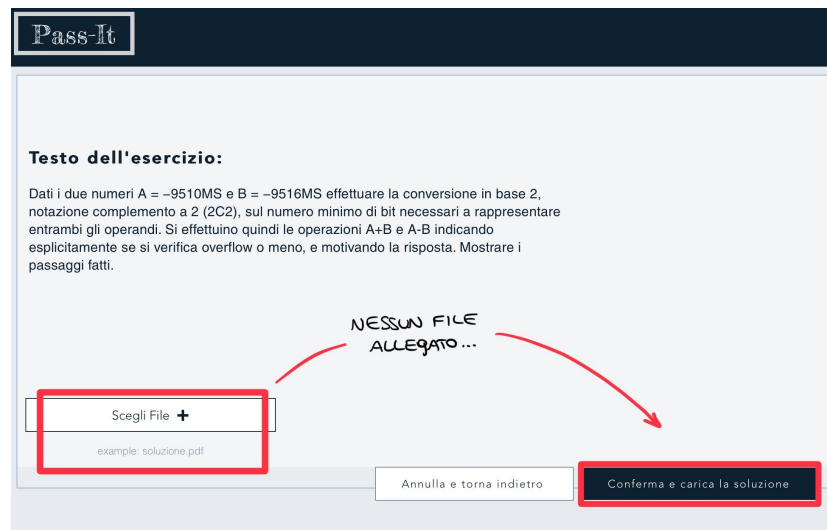 Pass-It
Testo dell'esercizio:
Dati i due numeri A = −9510MS e B = −9516MS effettuare la conversione in base 2,
notazione complemento a 2 (2C2), sul numero minimo di bit necessari a rappresentare
entrambi gli operandi. Si effettuino quindi le operazioni A+B e A-B indicando
esplicitamente se si verifica overflow o meno, e motivando la risposta. Mostrare i
passaggi fatti.
NESSUN FILE
ALLEGATO...
Scegli File +
example: soluzione.pdf
Annulla e torna indietro
Conferma e carica la soluzione